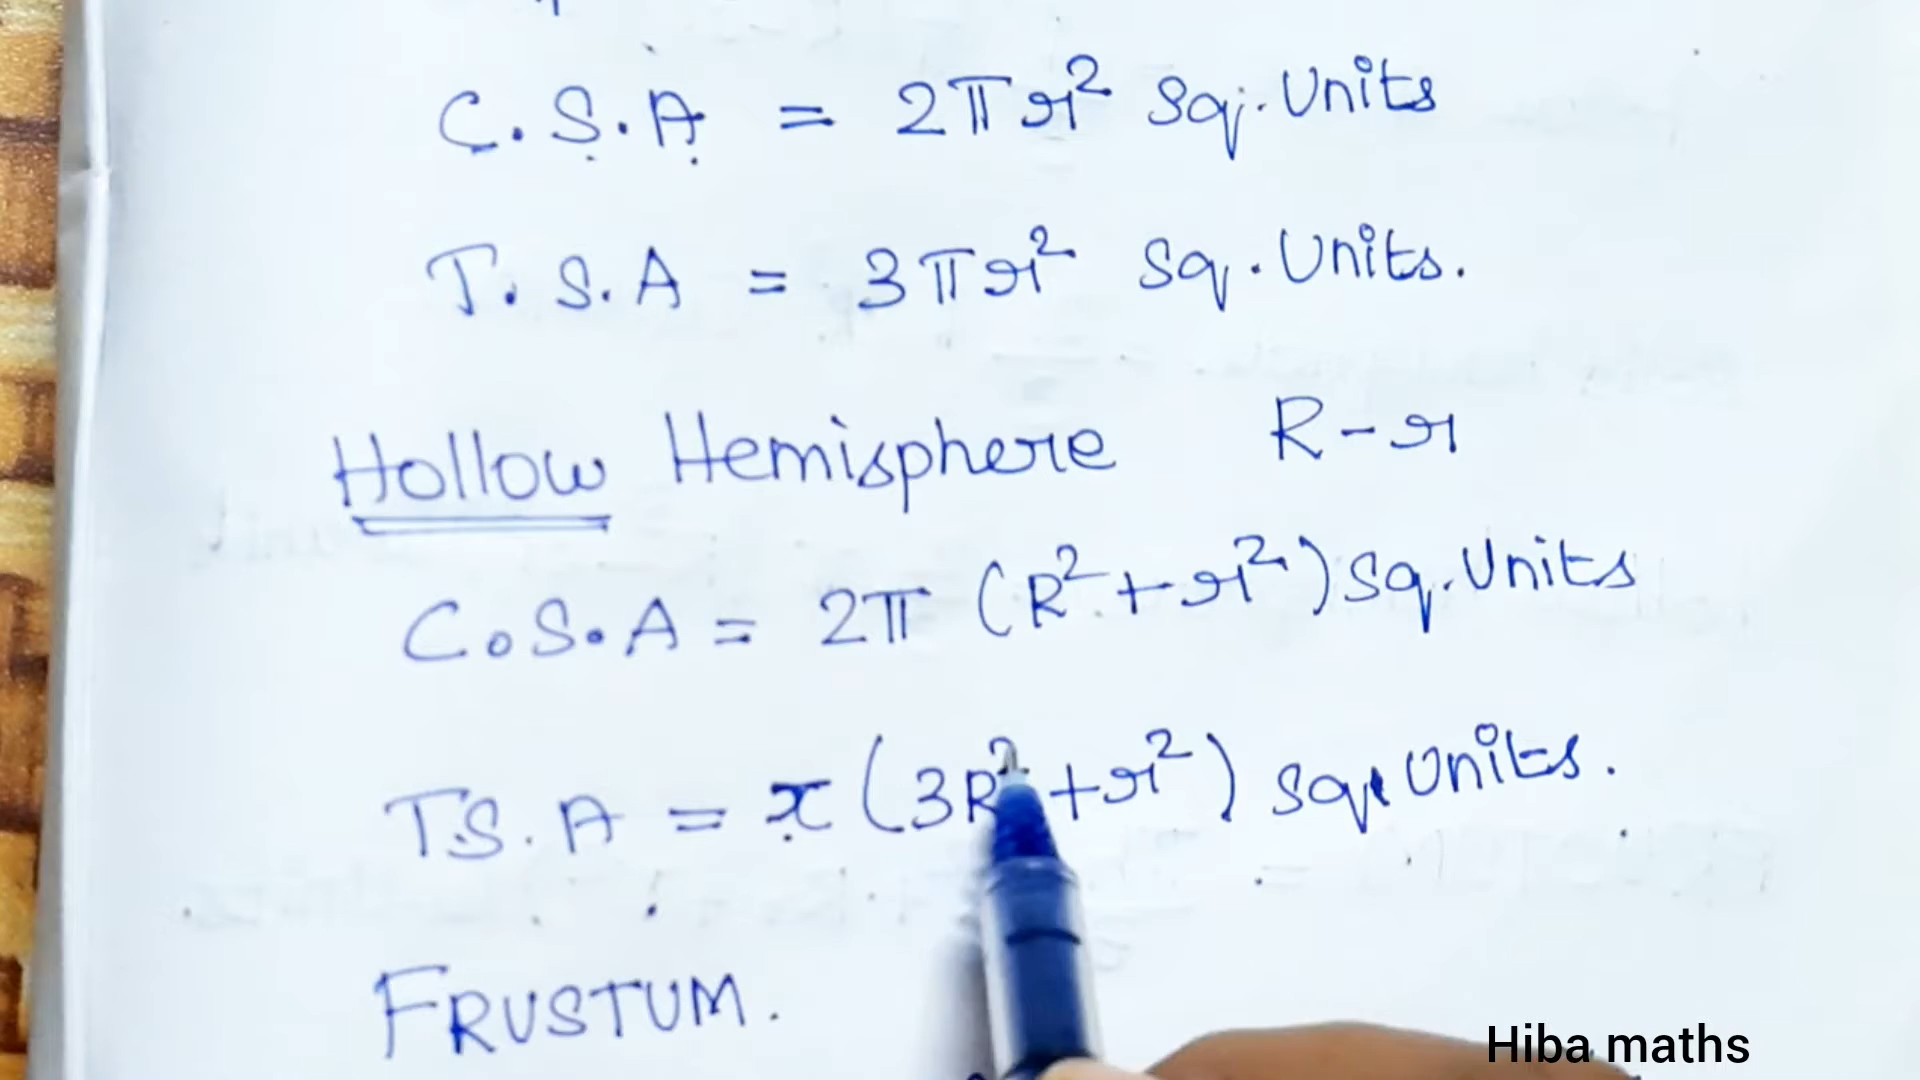 C.S.A = 2πr² Sq. Units
T.S.A = 3πr² Sq. Units.
Hollow Hemisphere R-r
C.S.A = 2π (R²+r²) Sq. Units
T.S.A = π (3R²+r²) Sq. Units.
FRUSTUM.
Hiba maths